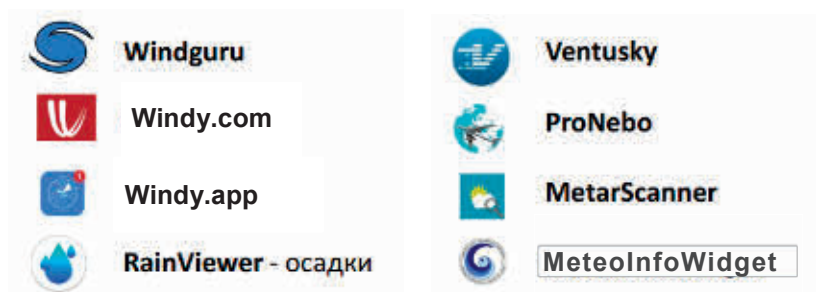 Windguru
Windy.com
Windy.app
RainViewer - осадки
Ventusky
ProNebo
MetarScanner
MeteoInfoWidget